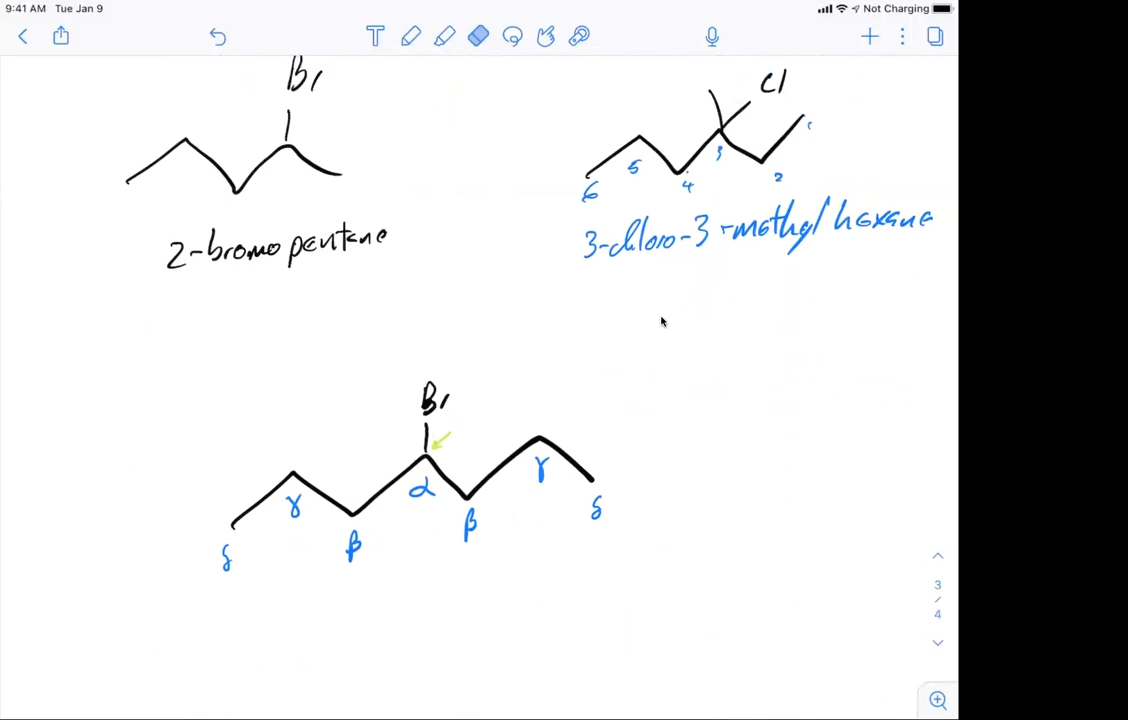 9:41 AM Tue Jan 9
Not Charging
T
Br
Cl
1
2
3
4
5
6
2-bromopentane
3-chloro-3-methylhexane
Br
α
γ
γ
β
β
δ
δ
3
/
4